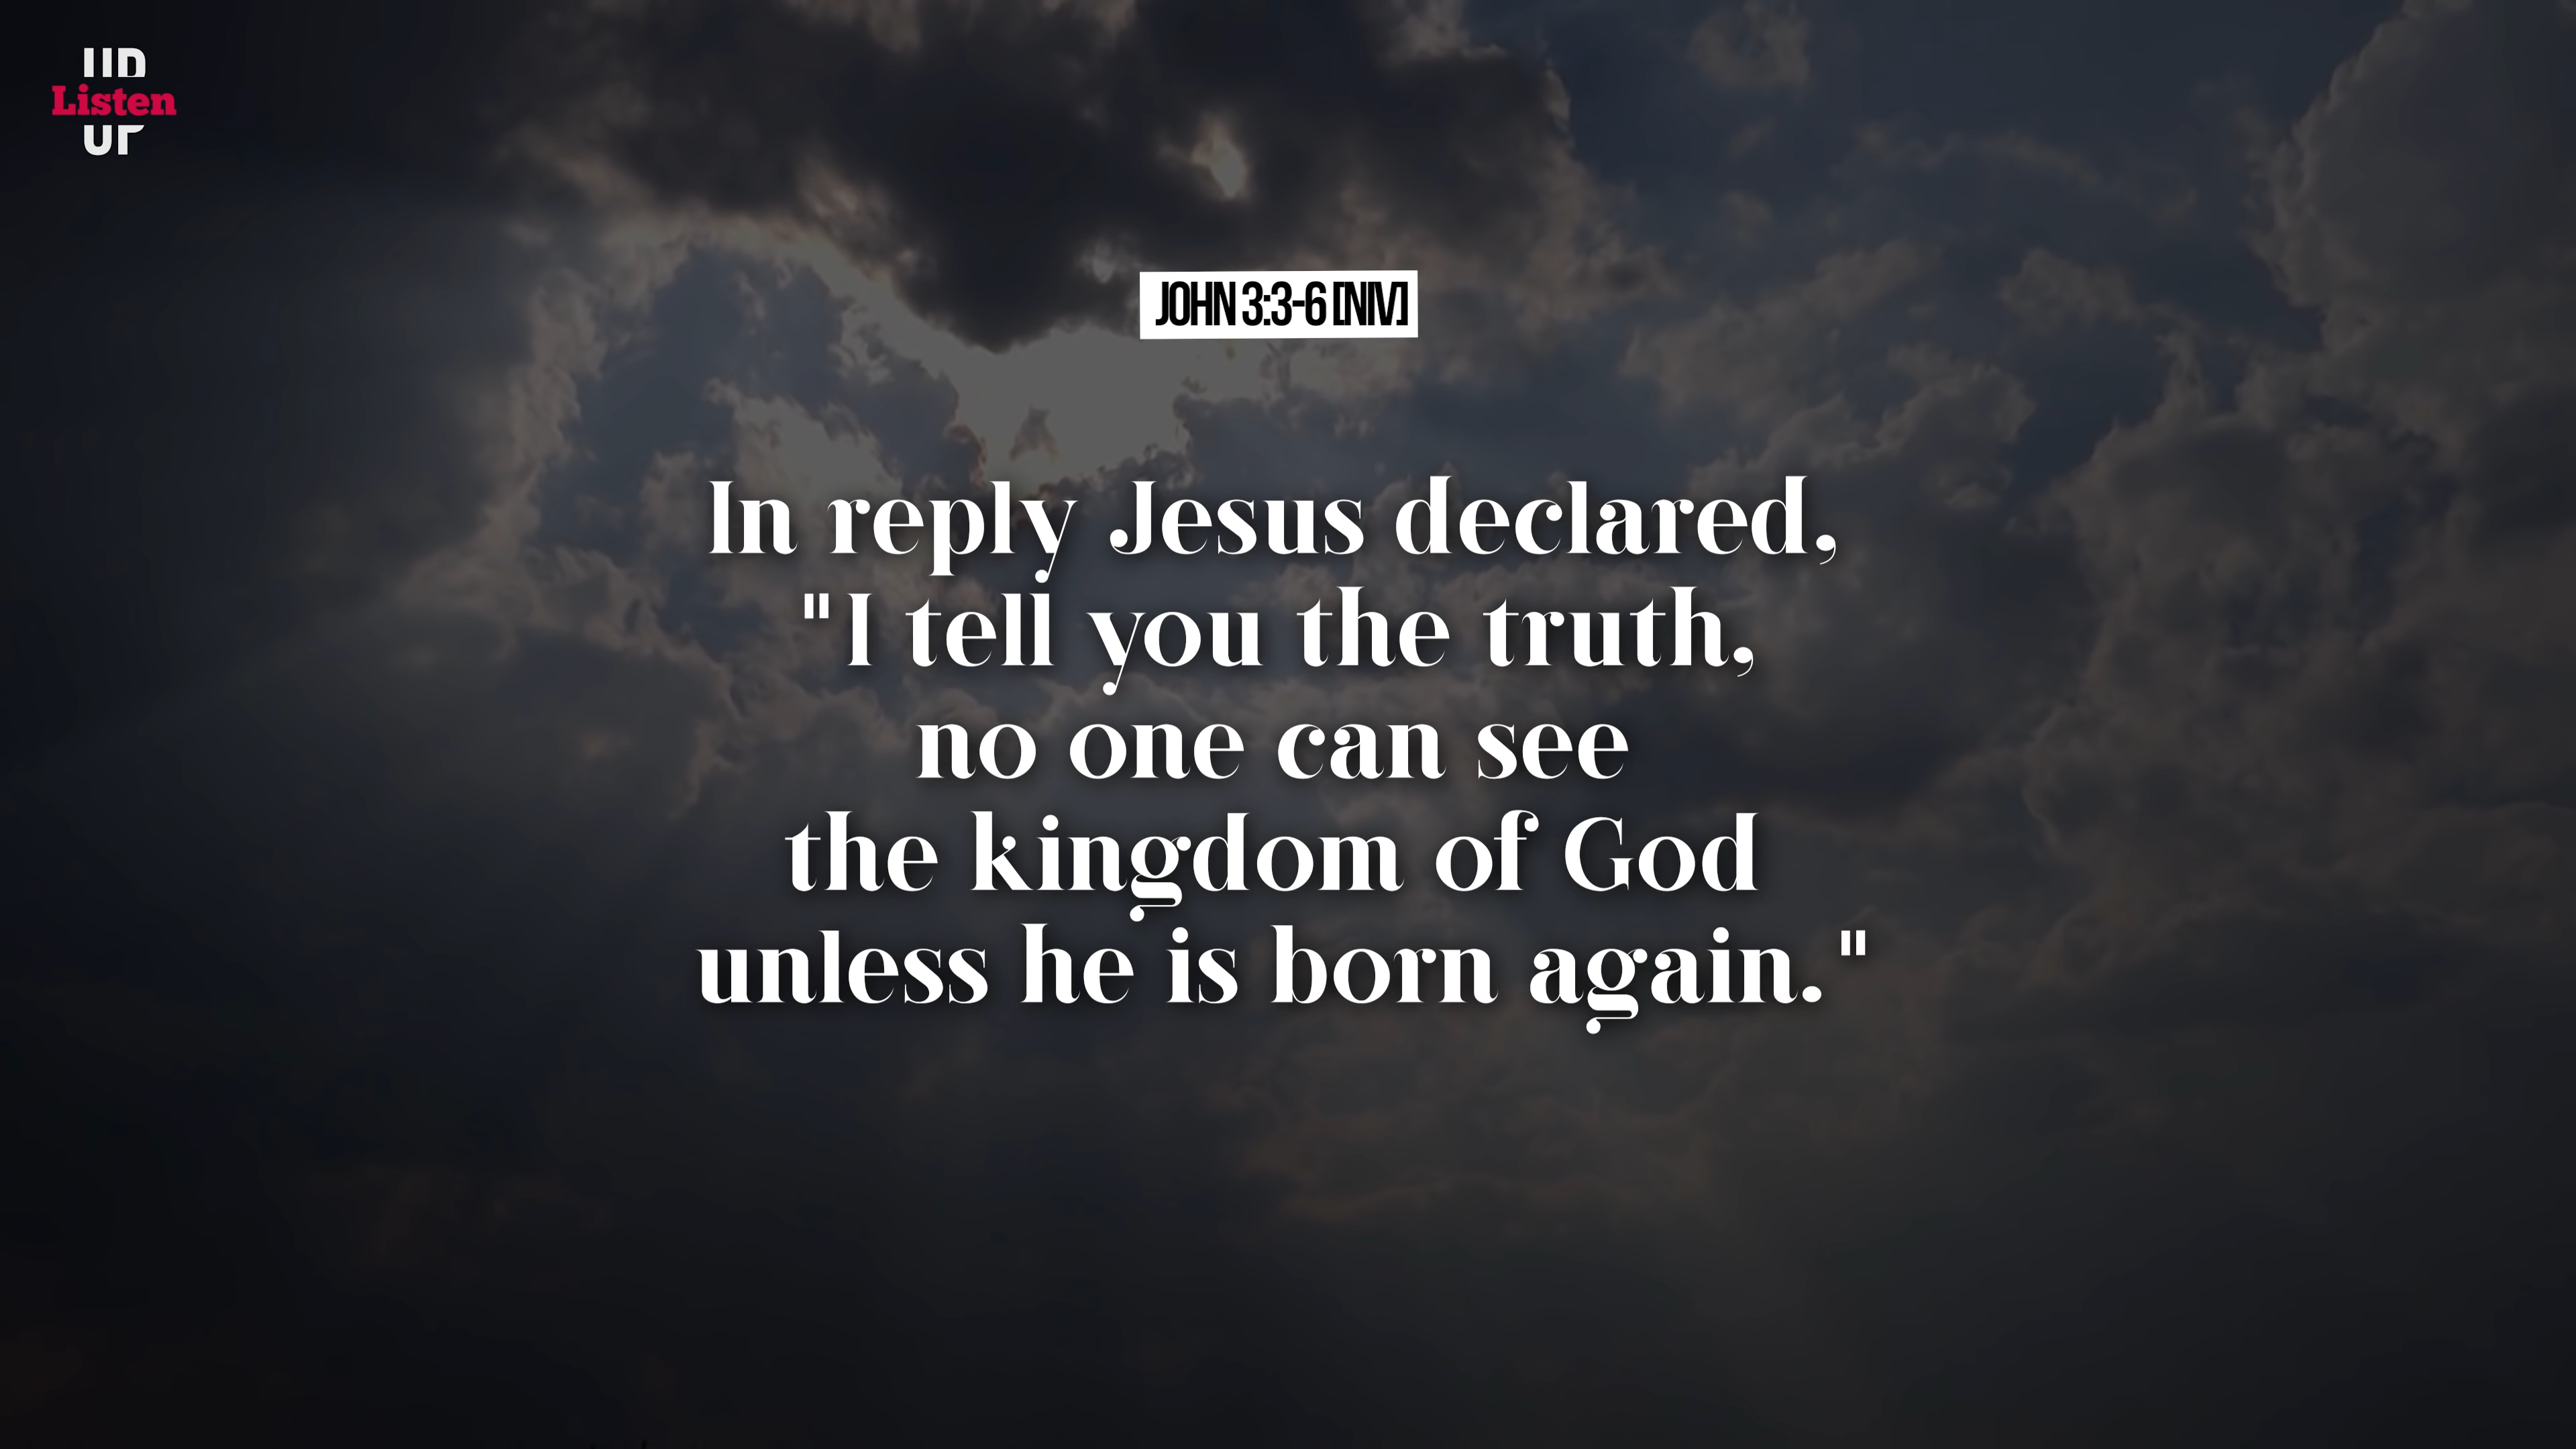 UP
Listen
UP
JOHN 3:3-6 [NIV]
In reply Jesus declared,
"I tell you the truth,
no one can see
the kingdom of God
unless he is born again."